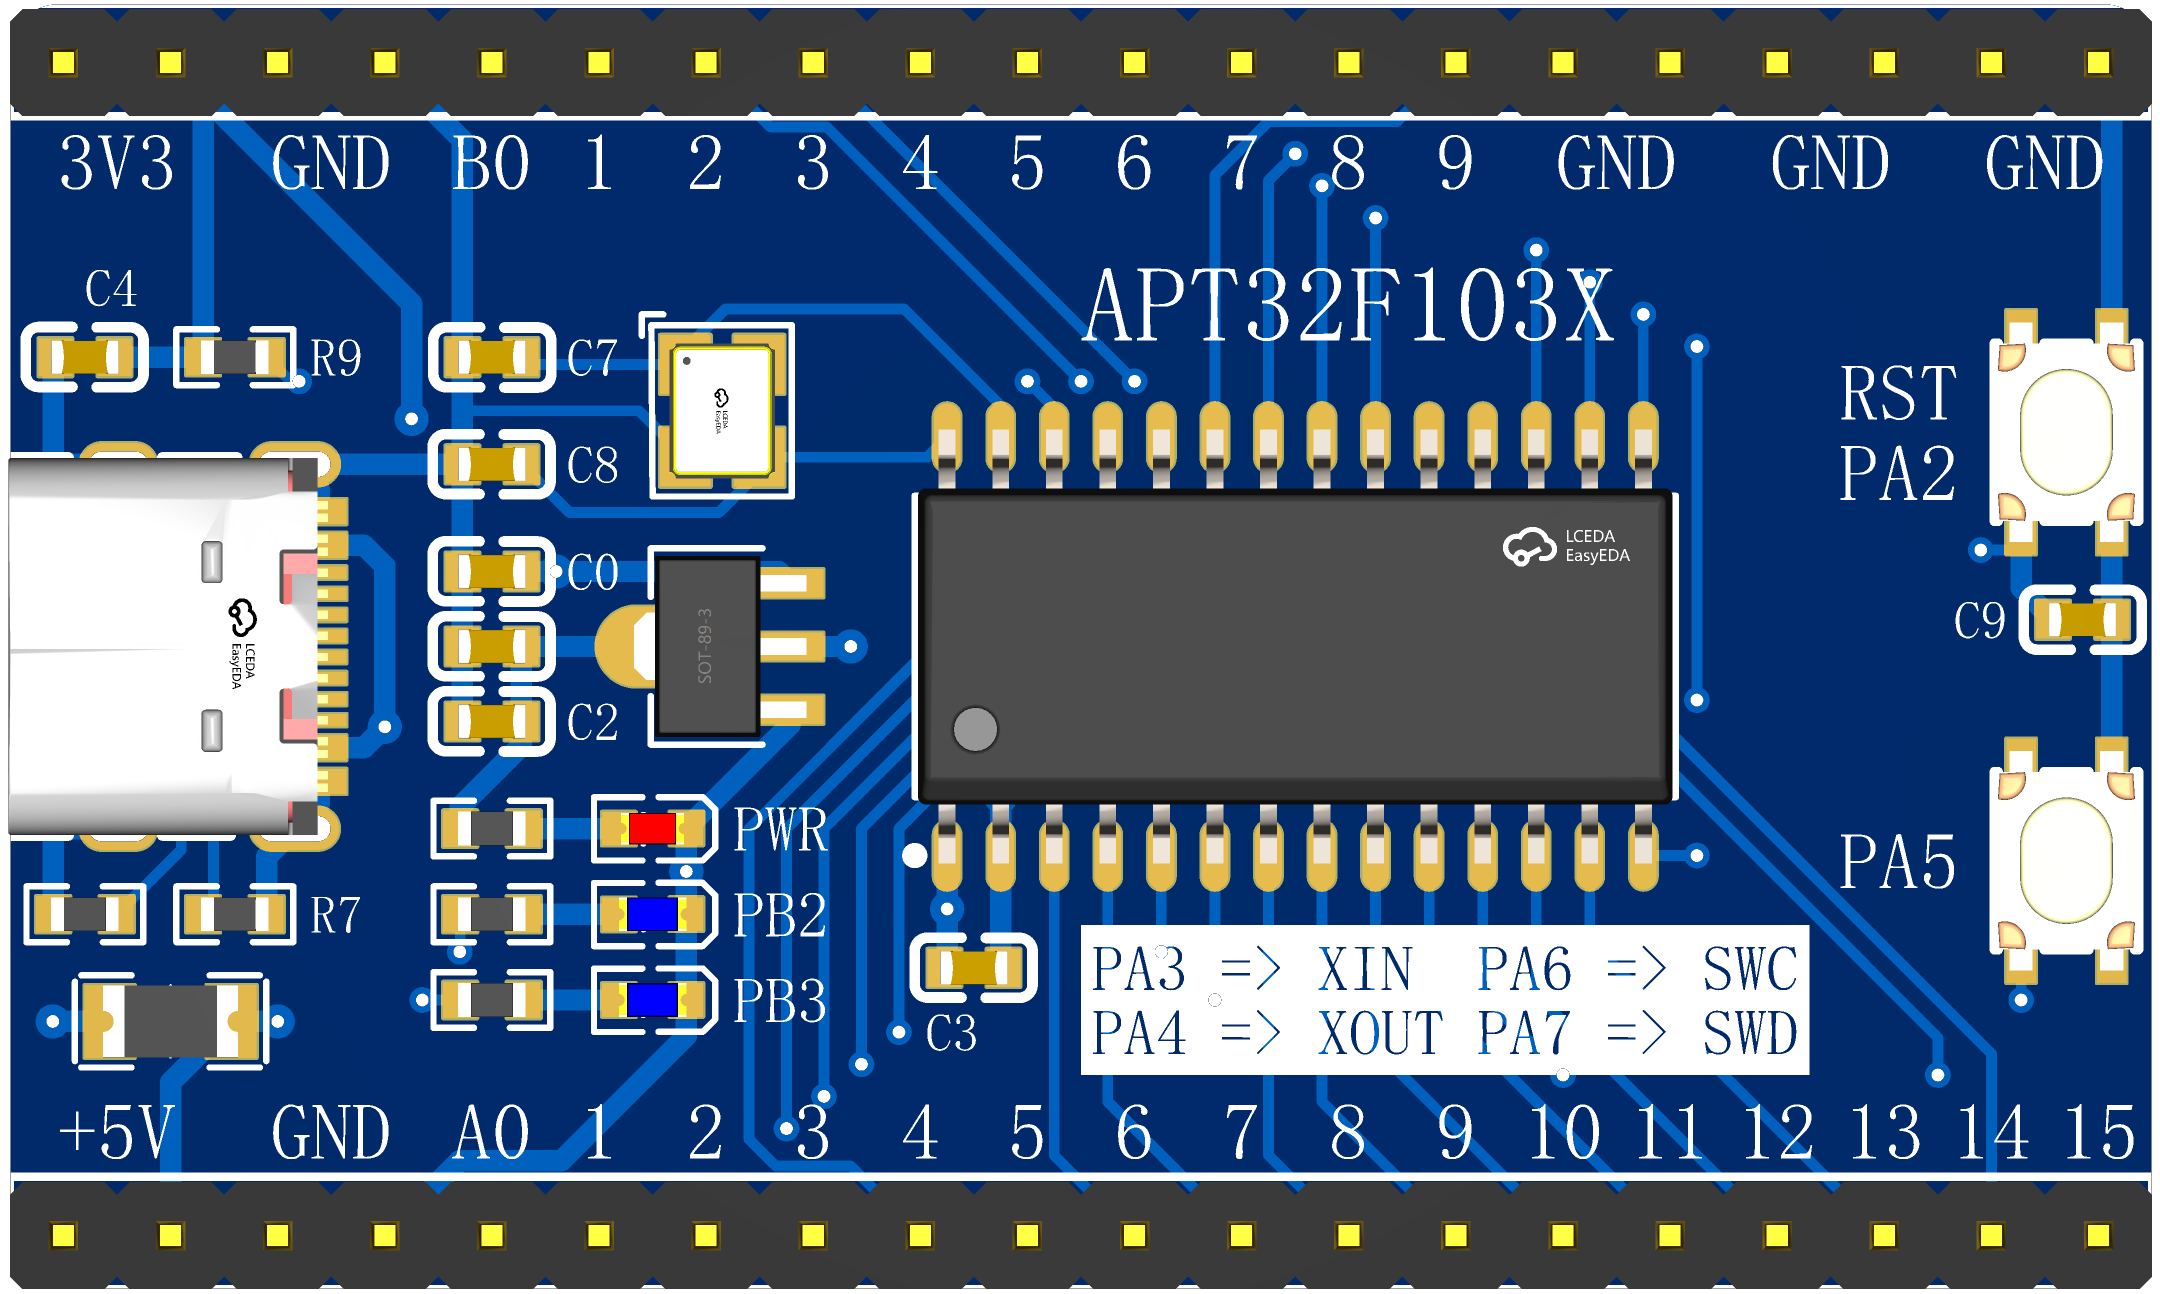 3V3 GND B0 1 2 3 4 5 6 7 8 9 GND GND GND
APT32F103X
C4
R9
C7
RST
PA2
C8
LCEDA
EasyEDA
C0
SOT-89-3
C9
LCEDA
EasyEDA
LCEDA
EasyEDA
C2
PWR
PA5
R7
PB2
PA3 => XIN PA6 => SWC
PB3
C3
PA4 => XOUT PA7 => SWD
+5V GND A0 1 2 3 4 5 6 7 8 9 10 11 12 13 14 15